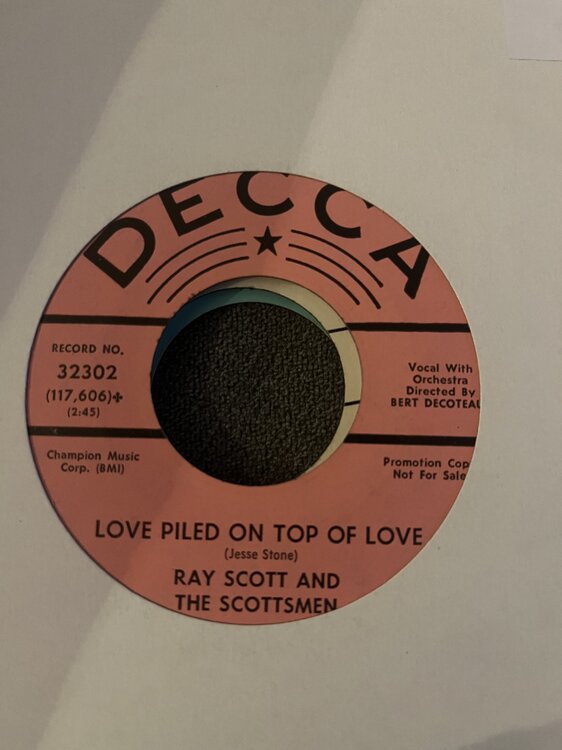 DECCA
RECORD NO.
32302
(117,606)✤
(2:45)
Vocal With
Orchestra
Directed By
BERT DECOTEAU
Champion Music
Corp. (BMI)
Promotion Cop
Not For Sale
LOVE PILED ON TOP OF LOVE
(Jesse Stone)
RAY SCOTT AND
THE SCOTTSMEN